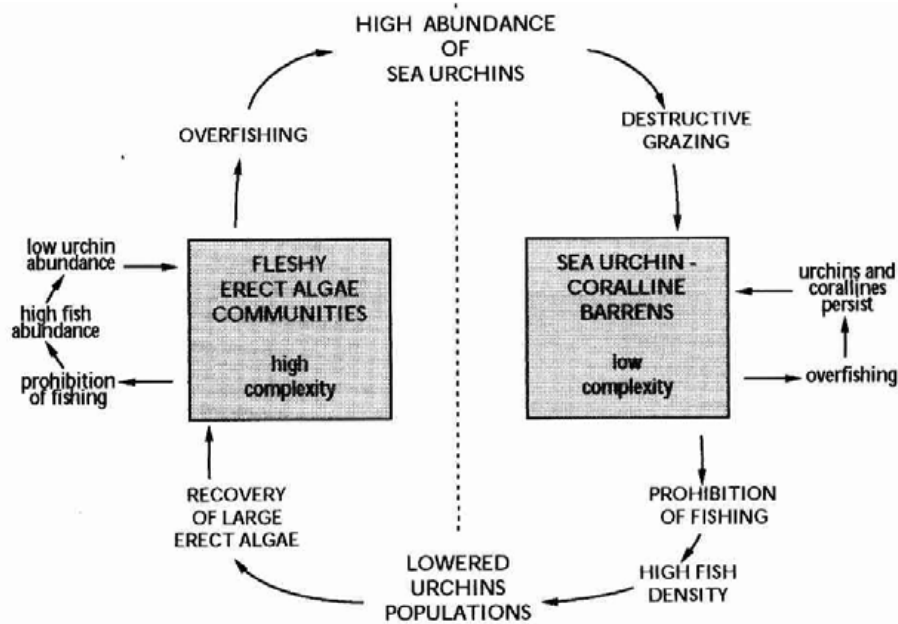 HIGH ABUNDANCE
OF
SEA URCHINS
OVERFISHING
DESTRUCTIVE
GRAZING
low urchin
abundance
high fish
abundance
prohibition
of fishing
FLESHY
ERECT ALGAE
COMMUNITIES
high
complexity
SEA URCHIN -
CORALLINE
BARRENS
low
complexity
urchins and
corallines
persist
overfishing
RECOVERY
OF LARGE
ERECT ALGAE
PROHIBITION
OF FISHING
HIGH FISH
DENSITY
LOWERED
URCHINS
POPULATIONS